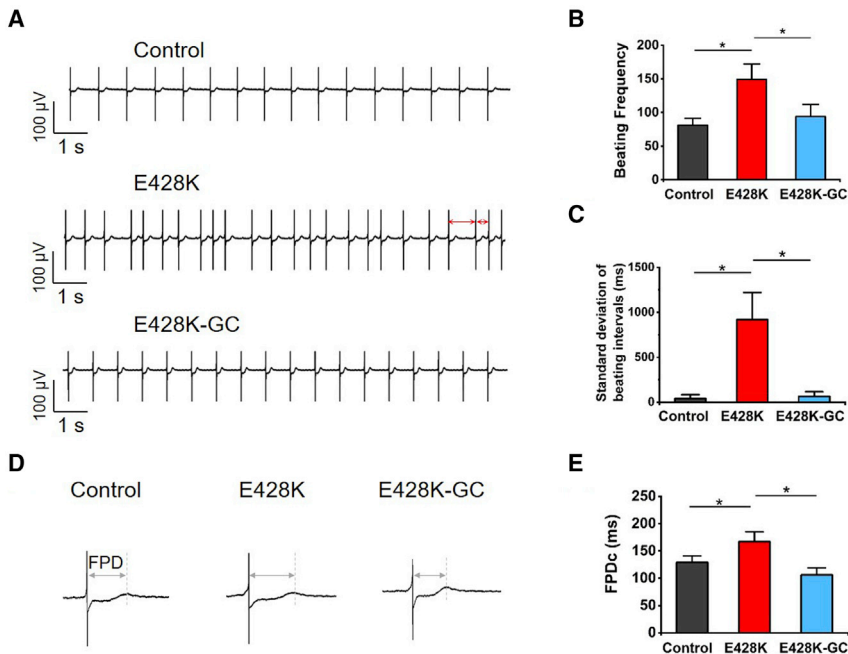 A
Control
100 µV
1 s
E428K
100 µV
1 s
E428K-GC
100 µV
1 s
B
Beating Frequency
200
150
100
50
0
*
*
Control E428K E428K-GC
C
Standard deviation of
beating intervals (ms)
1500
1000
500
0
*
*
Control E428K E428K-GC
D
Control E428K E428K-GC
FPD
E
FPDc (ms)
250
200
150
100
50
0
*
*
Control E428K E428K-GC